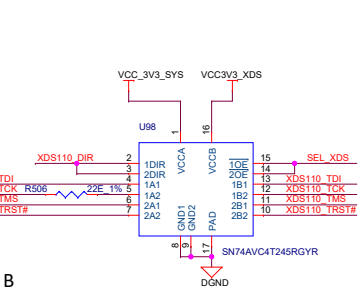 VCC_3V3_SYS VCC3V3_XDS
U98
1 16
VCCA VCCB
XDS110_DIR 2 1DIR 1OE 15 SEL_XDS
3 2DIR 2OE 14
TDI 4 1A1 1B1 13 XDS110_TDI
TCK R506 22E_1% 5 1A2 1B2 12 XDS110_TCK
TMS 6 2A1 2B1 11 XDS110_TMS
TRST# 7 2A2 2B2 10 XDS110_TRST#
GND1 GND2 PAD
8 9 17 SN74AVC4T245RGYR
DGND
B